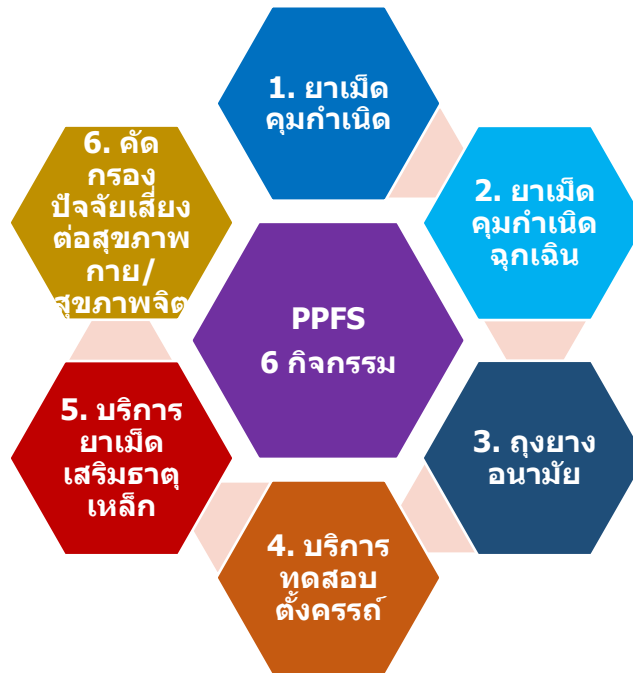 1. ยาเม็ด
คุมกำเนิด
2. ยาเม็ด
คุมกำเนิด
ฉุกเฉิน
3. ถุงยาง
อนามัย
4. บริการ
ทดสอบ
ตั้งครรถ์
5. บริการ
ยาเม็ด
เสริมธาตุ
เหล็ก
6. คัด
กรอง
ปัจจัยเสี่ยง
ต่อสุขภาพ
กาย/
สุขภาพจิต
PPFS
6 กิจกรรม